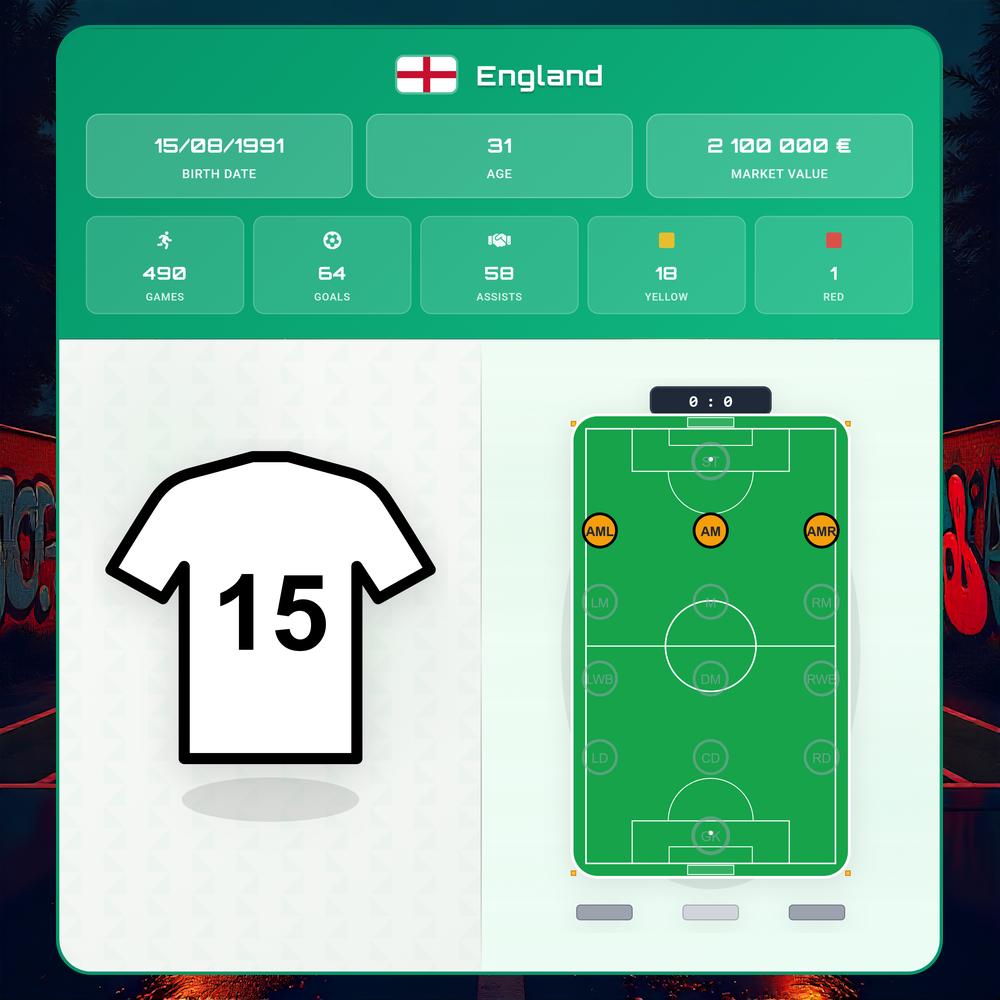 England
15/08/1991
BIRTH DATE
31
AGE
2 100 000 €
MARKET VALUE
490
GAMES
64
GOALS
58
ASSISTS
18
YELLOW
1
RED
15
0 : 0
ST
AML
AM
AMR
LM
M
RM
LWB
DM
RWB
LD
CD
RD
GK